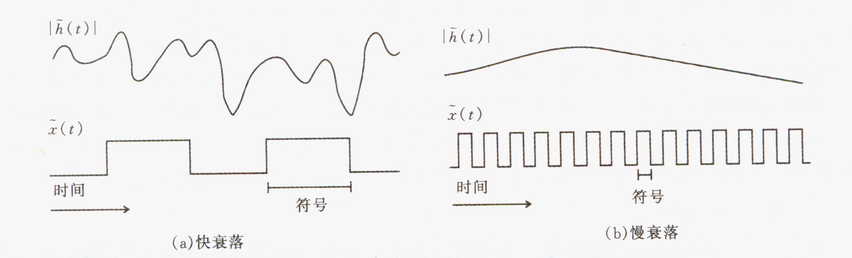 |h̃(t)|
x̃(t)
时间
符号
(a)快衰落
|h̃(t)|
x̃(t)
时间
符号
(b)慢衰落